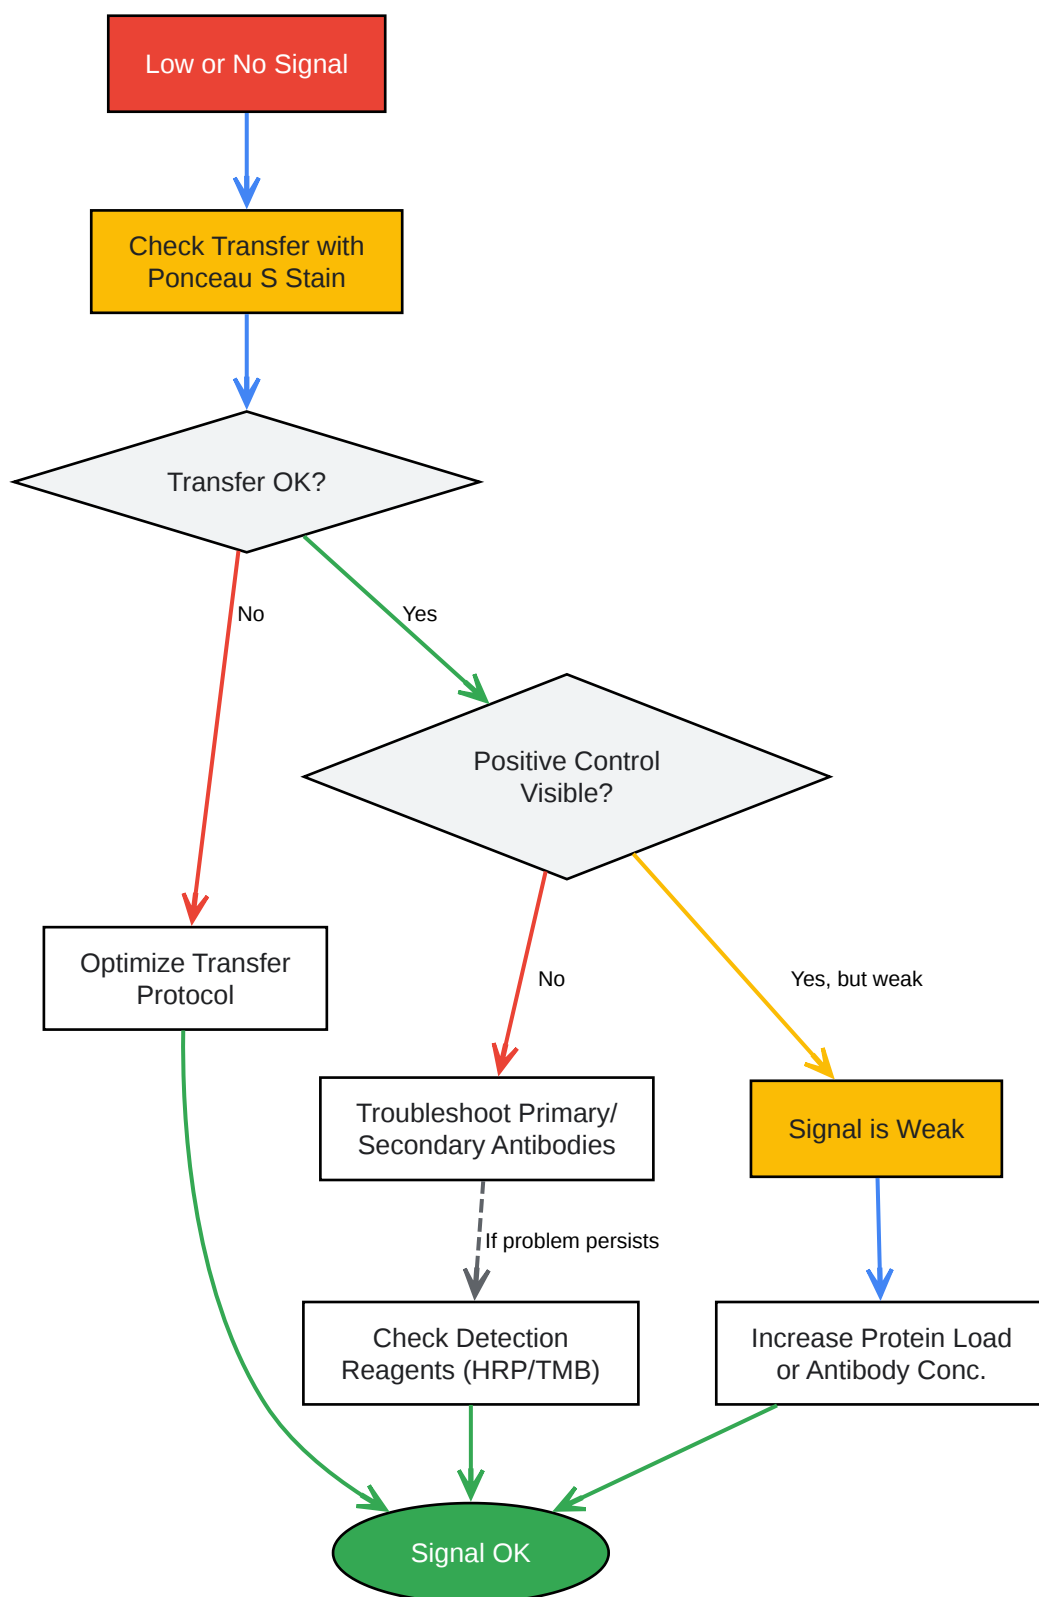 Low or No Signal
Check Transfer with
Ponceau S Stain
Transfer OK?
No
Yes
Positive Control
Visible?
Optimize Transfer
Protocol
No
Yes, but weak
Troubleshoot Primary/
Secondary Antibodies
Signal is Weak
If problem persists
Check Detection
Reagents (HRP/TMB)
Increase Protein Load
or Antibody Conc.
Signal OK